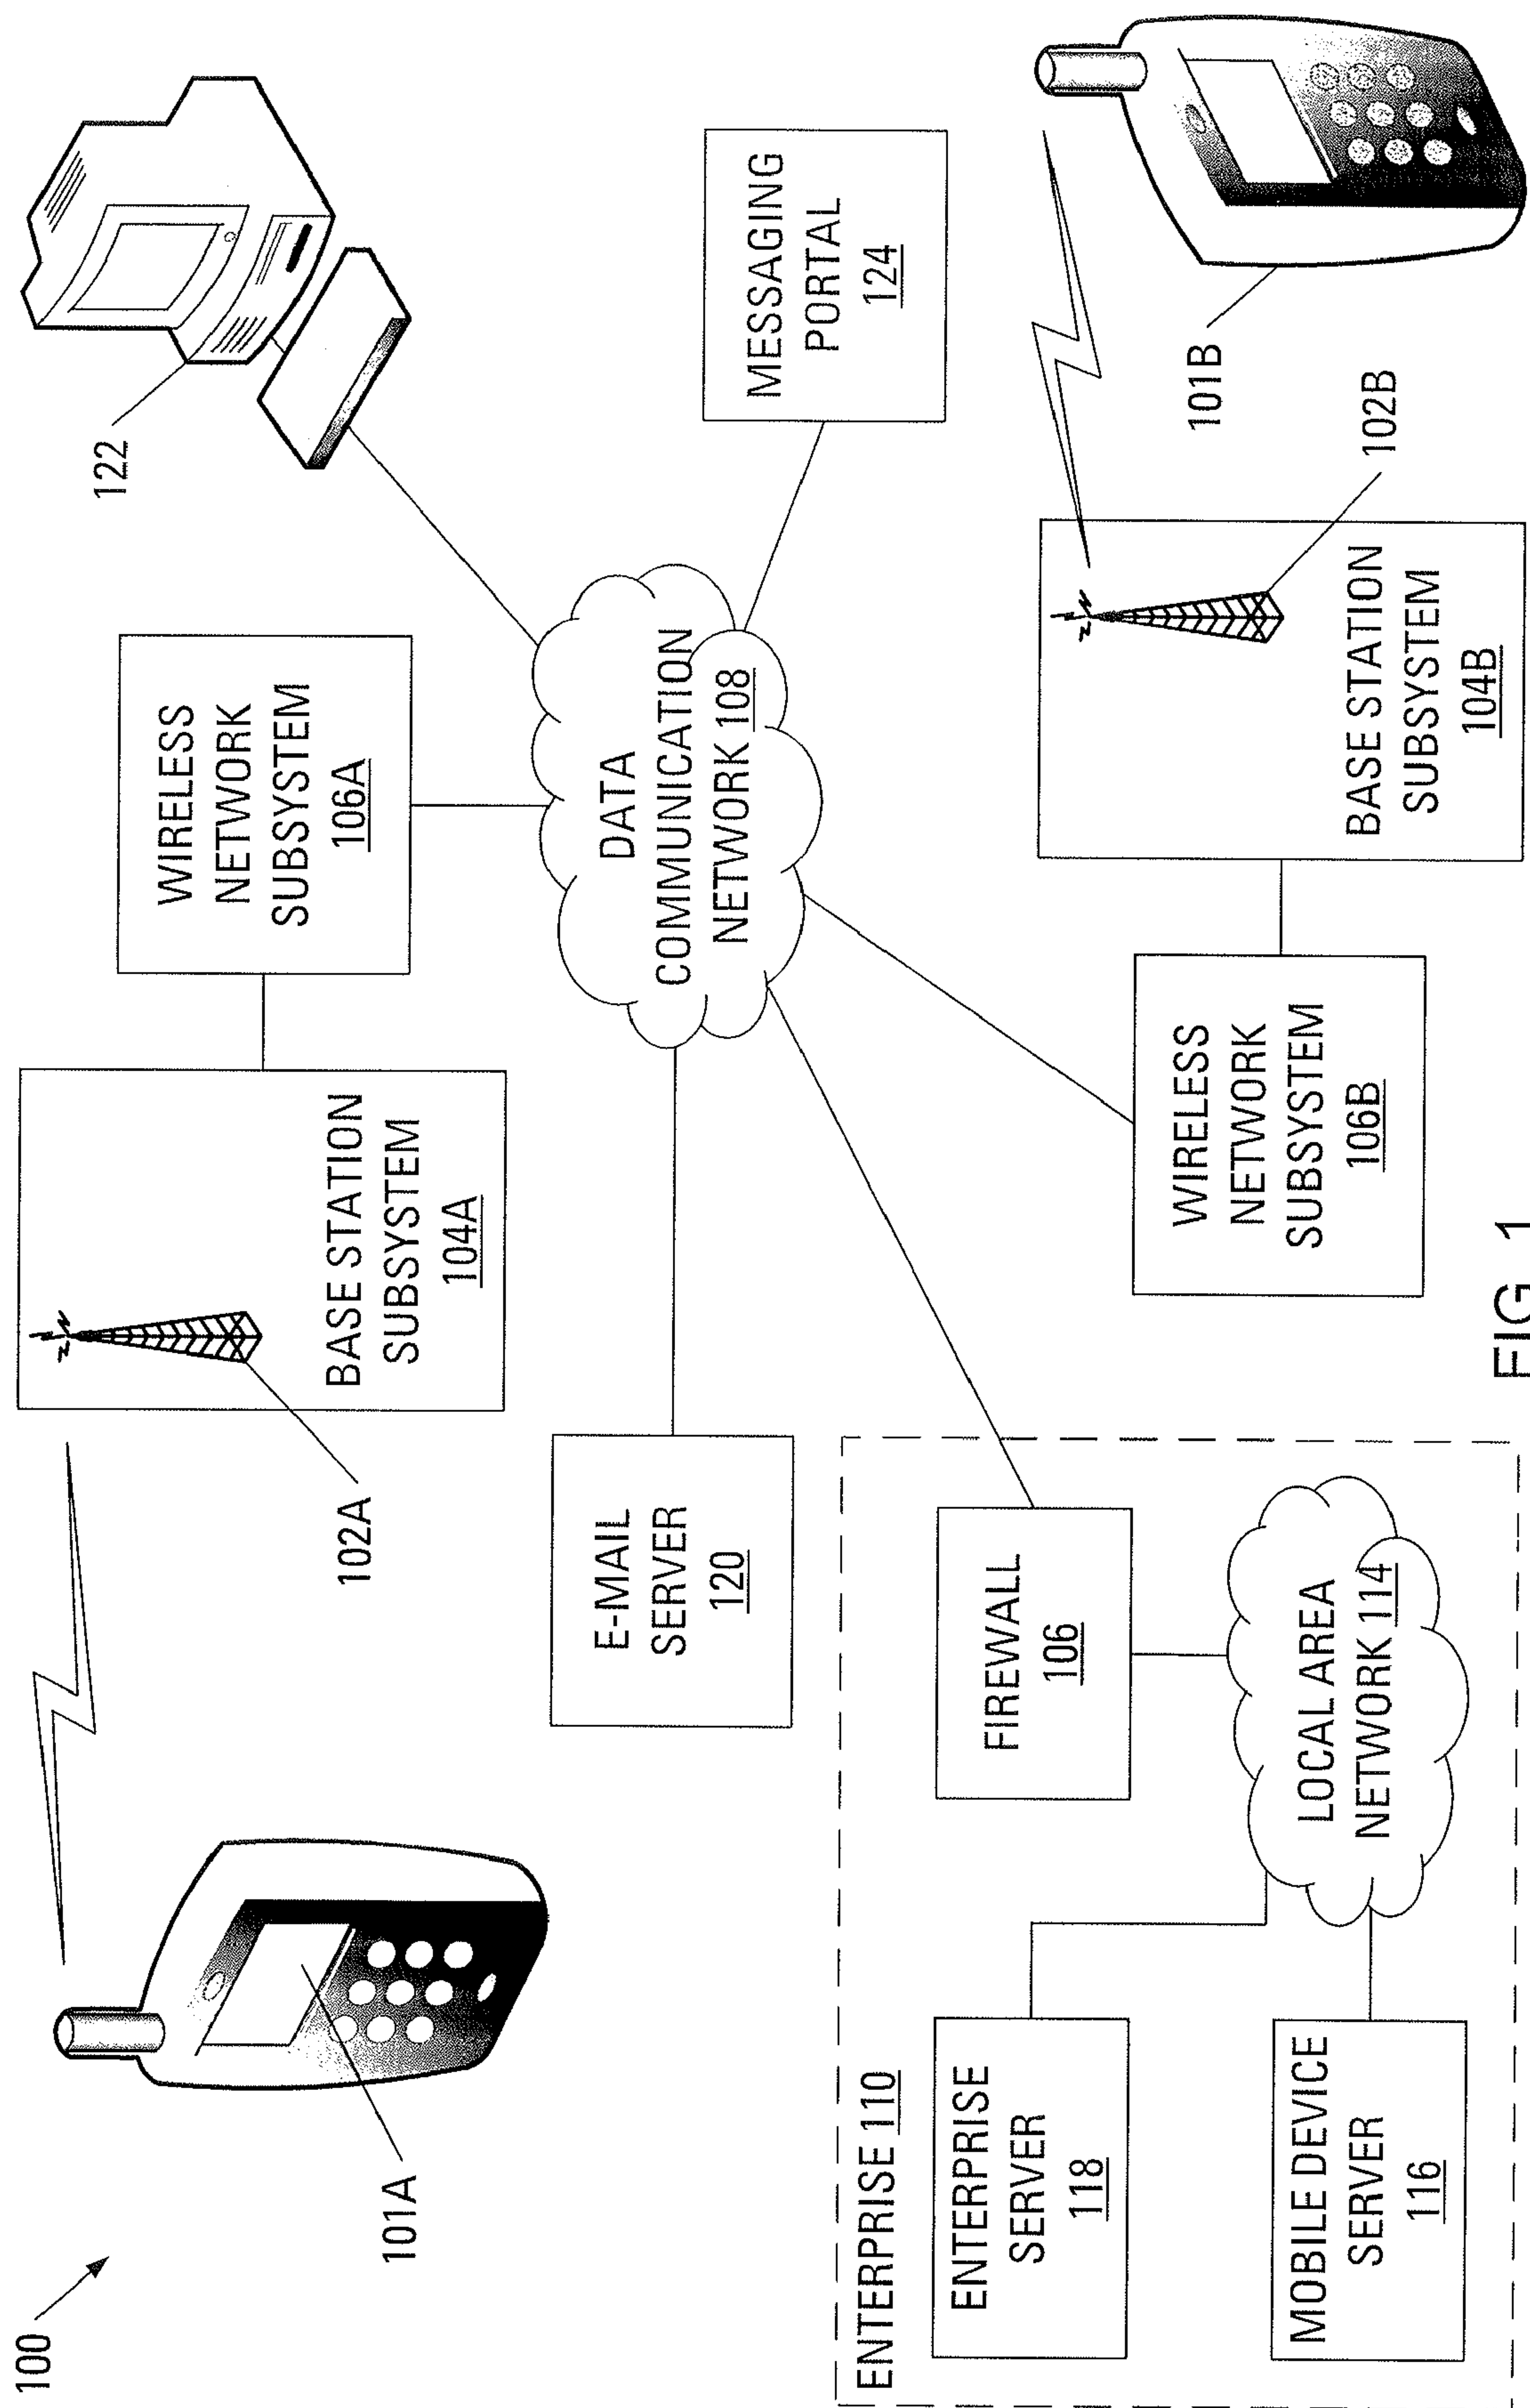 100
101A
102A
BASE STATION
SUBSYSTEM
104A
WIRELESS
NETWORK
SUBSYSTEM
106A
122
E-MAIL
SERVER
120
DATA
COMMUNICATION
NETWORK 108
MESSAGING
PORTAL
124
ENTERPRISE 110
ENTERPRISE
SERVER
118
MOBILE DEVICE
SERVER
116
FIREWALL
106
LOCAL AREA
NETWORK 114
WIRELESS
NETWORK
SUBSYSTEM
106B
BASE STATION
SUBSYSTEM
104B
102B
101B
FIG. 1